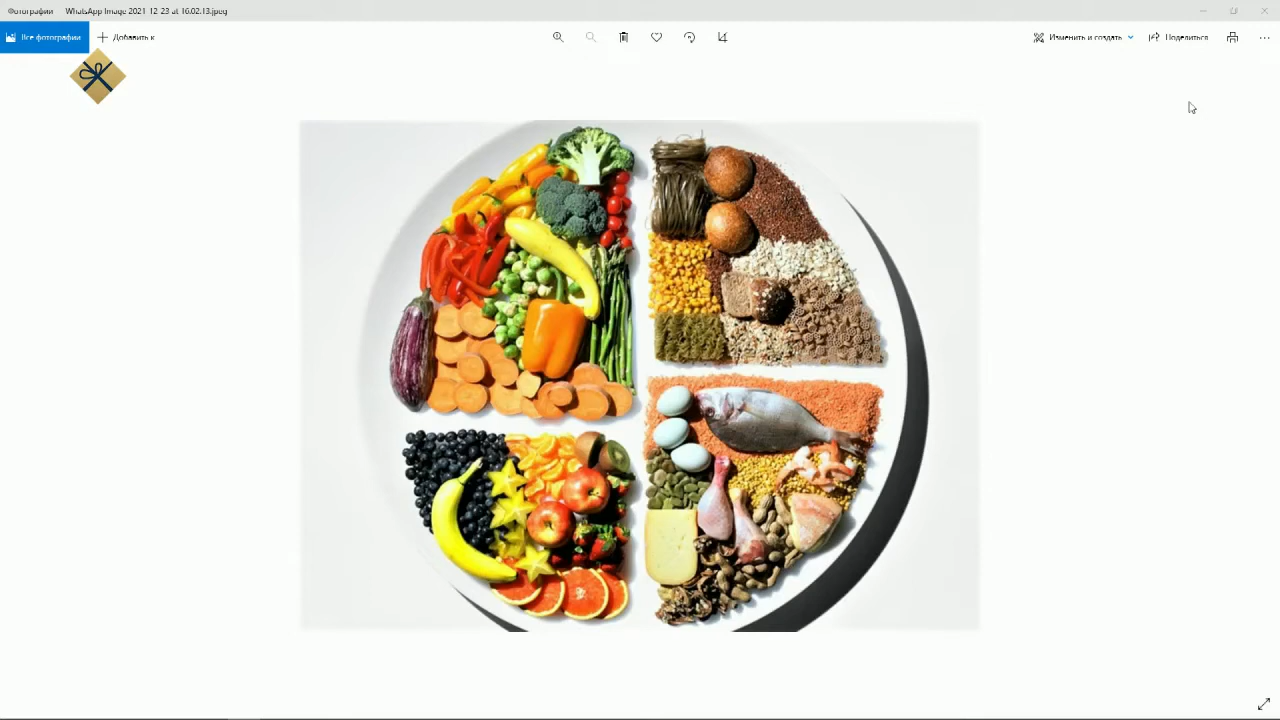 Фотографии WhatsApp Image 2021-12-23 at 16.02.13.jpeg
Все фотографии Добавить к Изменить и создать Поделиться